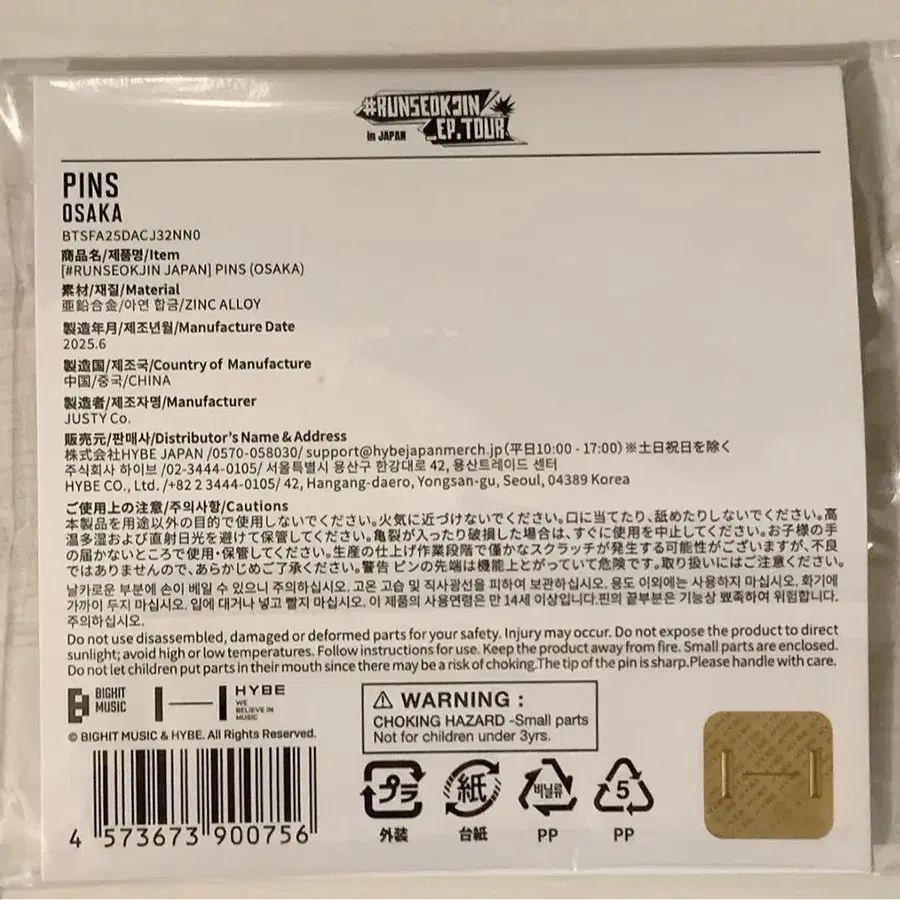 #RUNSEOKJIN
in JAPAN _EP.TOUR
PINS
OSAKA
BTSFA25DACJ32NN0
商品名/제품명/Item
[#RUNSEOKJIN JAPAN] PINS (OSAKA)
素材/재질/Material
亜鉛合金/아연 합금/ZINC ALLOY
製造年月/제조년월/Manufacture Date
2025.6
製造国/제조국/Country of Manufacture
中国/중국/CHINA
製造者/제조자명/Manufacturer
JUSTY Co.
販売元/판매사/Distributor's Name & Address
株式会社HYBE JAPAN /0570-058030/ support@hybejapanmerch.jp(平日10:00 - 17:00)※土日祝日を除く
주식회사 하이브 /02-3444-0105/ 서울특별시 용산구 한강대로 42, 용산트레이드 센터
HYBE CO., Ltd. /+82 2 3444-0105/ 42, Hangang-daero, Yongsan-gu, Seoul, 04389 Korea
ご使用上の注意/주의사항/Cautions
本製品を用途以外の目的で使用しないでください。火気に近づけないでください。口に当てたり、舐めたりしないでください。高
温多湿および直射日光を避けて保管してください。亀裂が入ったり破損した場合は、すぐに使用を中止してください。お子様の手
の届かないところで使用・保管してください。生産の仕上げ作業段階で僅かなスクラッチが発生する可能性がございますが、不良
ではありませんので、あらかじめご了承ください。警告 ピンの先端は機能上とがっていて危険です。取り扱いにはご注意ください。
날카로운 부분에 손이 베일 수 있으니 주의하십시오. 고온 고습 및 직사광선을 피하여 보관하십시오. 용도 이외에는 사용하지 마십시오. 화기에
가까이 두지 마십시오. 입에 대거나 넣고 빨지 마십시오. 이 제품의 사용연령은 만 14세 이상입니다.핀의 끝부분은 기능상 뾰족하여 위험합니다.
주의하십시오.
Do not use disassembled, damaged or deformed parts for your safety. Injury may occur. Do not expose the product to direct
sunlight; avoid high or low temperatures. Follow instructions for use. Keep the product away from fire. Small parts are enclosed.
Do not let children put parts in their mouth since there may be a risk of choking.The tip of the pin is sharp.Please handle with care.
BIGHIT
MUSIC
HYBE
WE
BELIEVE IN
MUSIC
© BIGHIT MUSIC & HYBE. All Rights Reserved.
⚠ WARNING :
CHOKING HAZARD -Small parts
Not for children under 3yrs.
4 573673 900756
プラ
外装
紙
台紙
비닐류
PP
5
PP